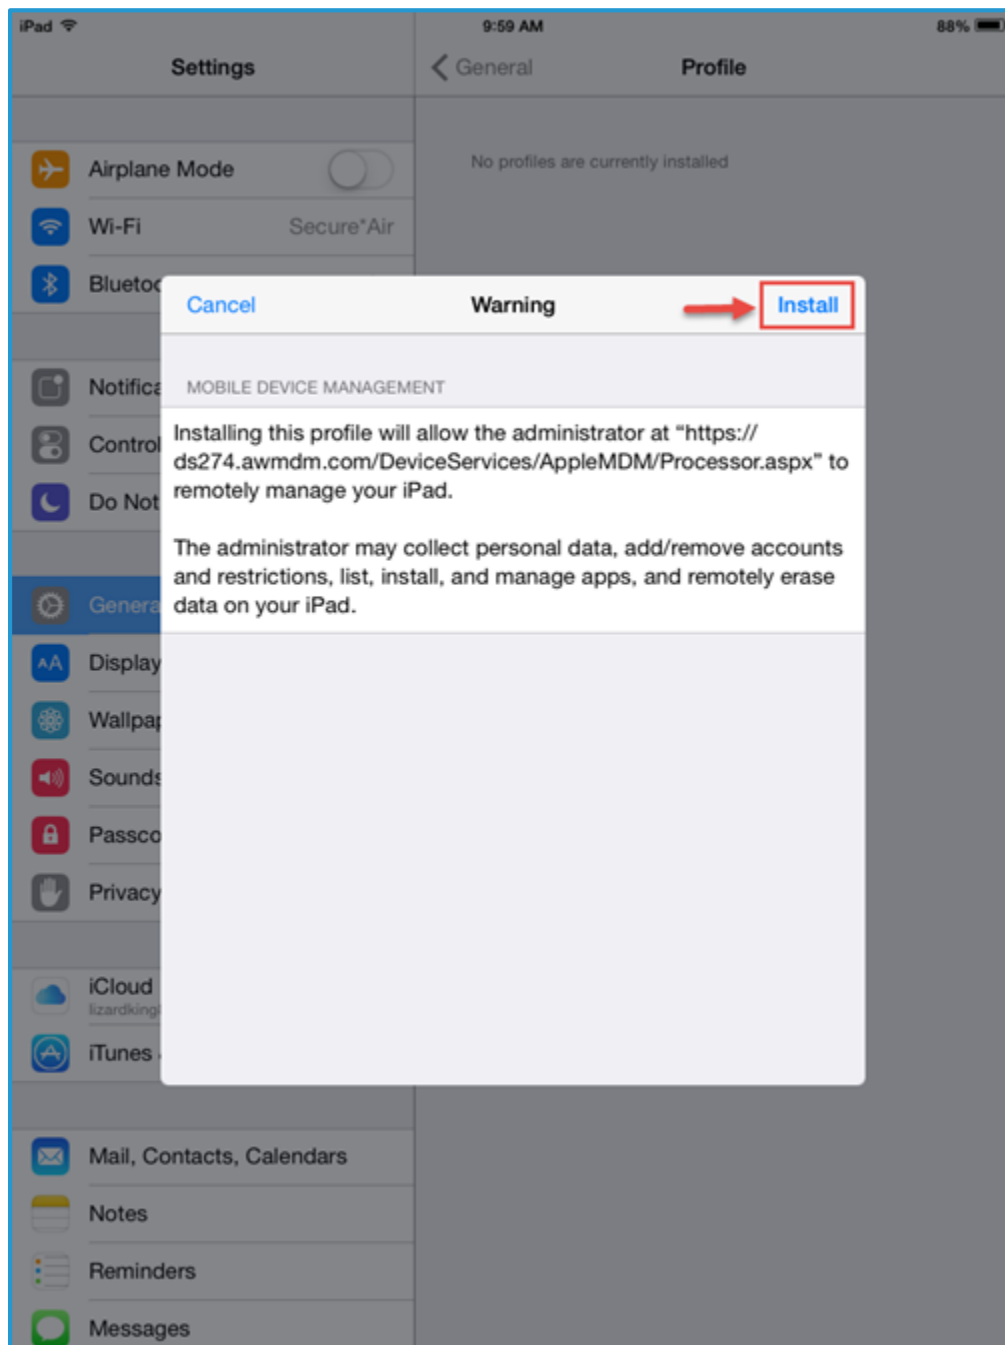 iPad 9:59 AM 88%
Settings
General Profile
No profiles are currently installed
Airplane Mode
Wi-Fi Secure*Air
Bluetoo
Cancel Warning Install
MOBILE DEVICE MANAGEMENT
Installing this profile will allow the administrator at “https://
ds274.awmdm.com/DeviceServices/AppleMDM/Processor.aspx” to
remotely manage your iPad.
The administrator may collect personal data, add/remove accounts
and restrictions, list, install, and manage apps, and remotely erase
data on your iPad.
Notifica
Control
Do Not
Genera
AA Display
Wallpap
Sounds
Passco
Privacy
iCloud
lizardking
iTunes
Mail, Contacts, Calendars
Notes
Reminders
Messages